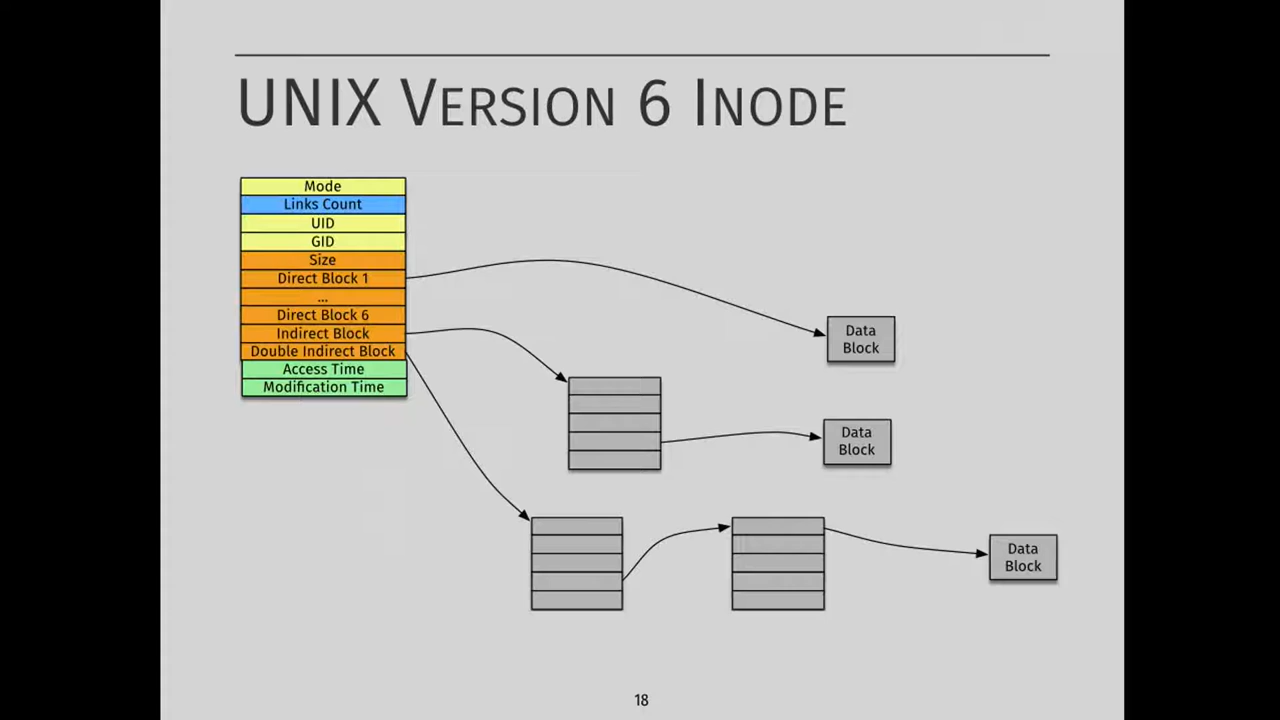 UNIX VERSION 6 INODE
Mode
Links Count
UID
GID
Size
Direct Block 1
...
Direct Block 6
Indirect Block
Double Indirect Block
Access Time
Modification Time
Data
Block
Data
Block
Data
Block
18